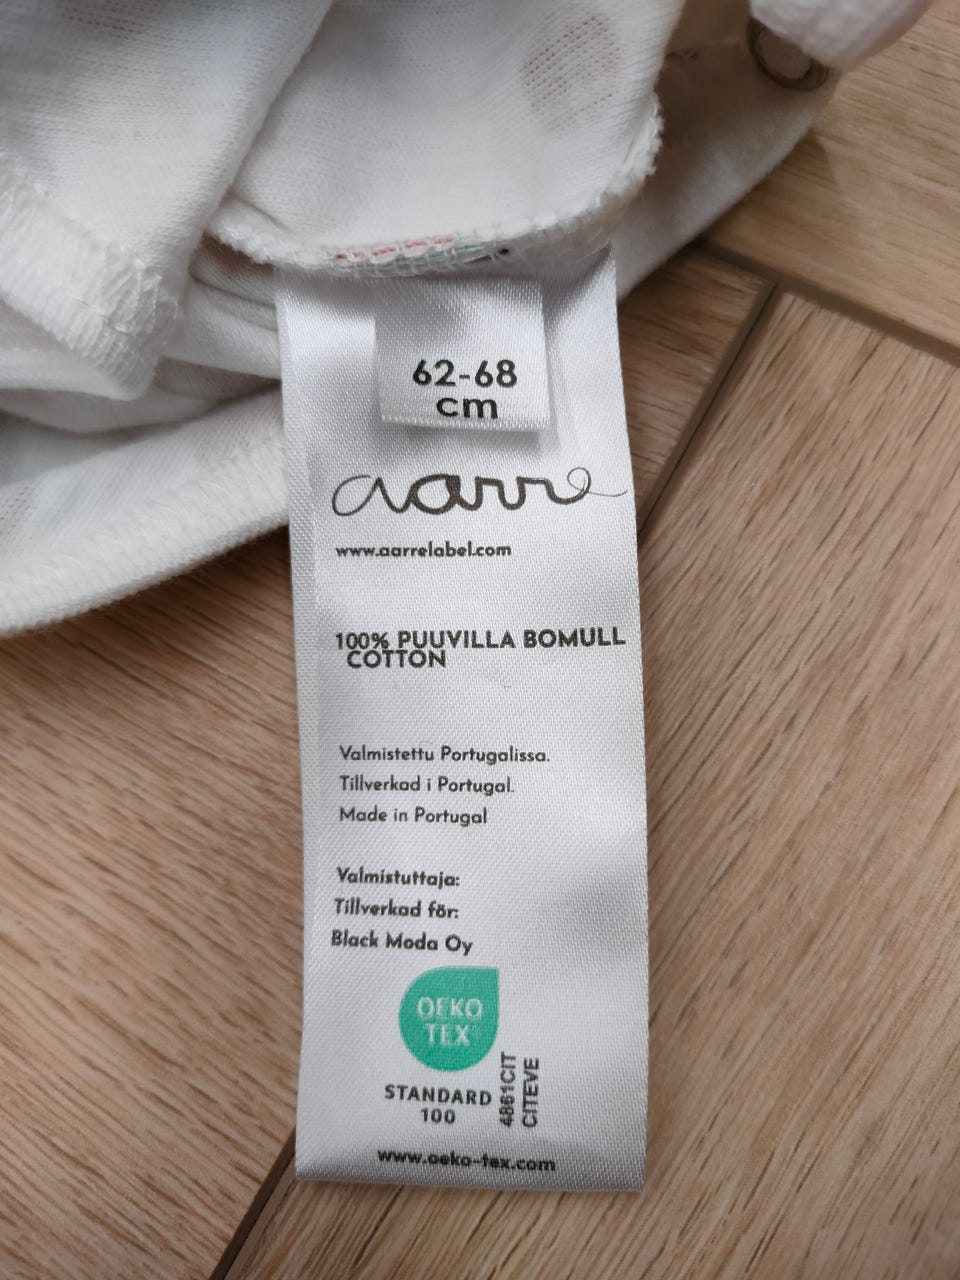 62-68
cm
aarre
www.aarrelabel.com
100% PUUVILLA BOMULL
COTTON
Valmistettu Portugalissa.
Tillverkad i Portugal.
Made in Portugal
Valmistuttaja:
Tillverkad för:
Black Moda Oy
OEKO
TEX®
STANDARD
100
4861CIT
CITEVE
www.oeko-tex.com